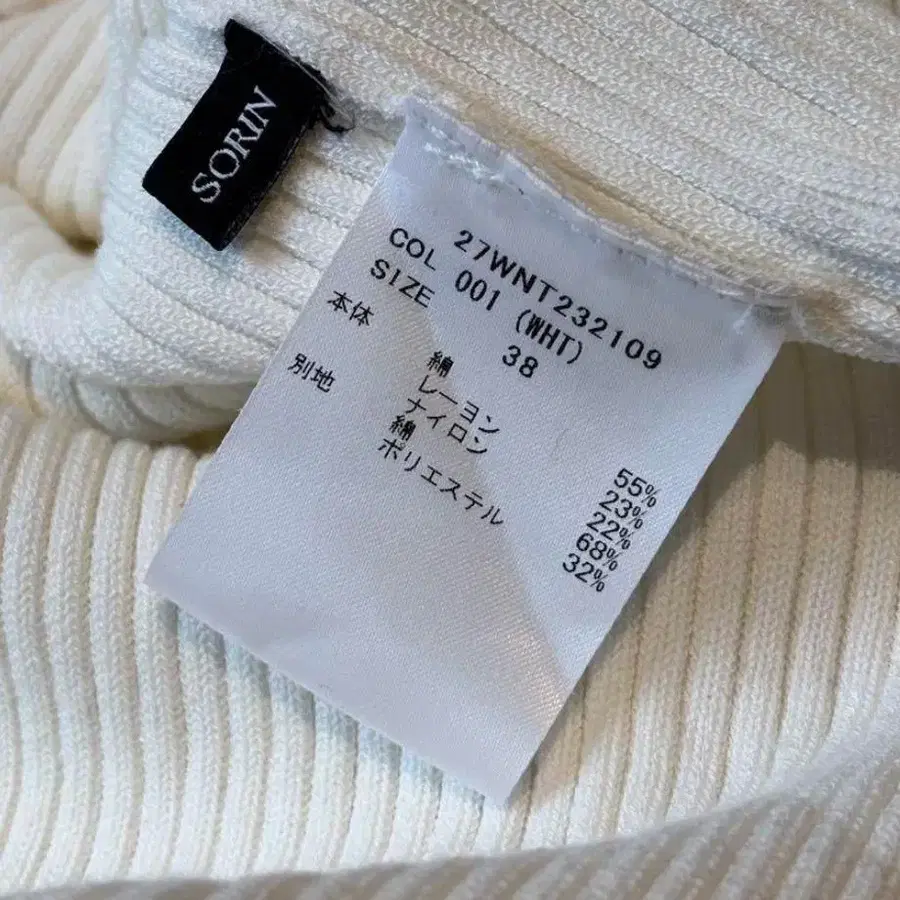 SORIN
27WNT232109
COL 001 (WHT)
SIZE 38
本体 綿 55%
レーヨン 23%
ナイロン 22%
別地 綿 68%
ポリエステル 32%